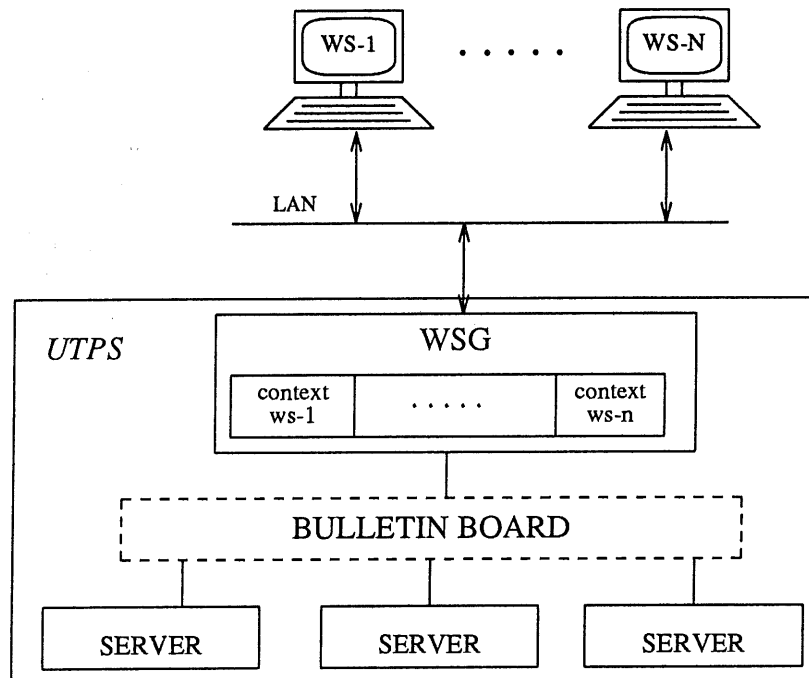 WS-1 . . . . . WS-N
LAN
UTPS
WSG
context
ws-1
. . . . .
context
ws-n
BULLETIN BOARD
SERVER SERVER SERVER